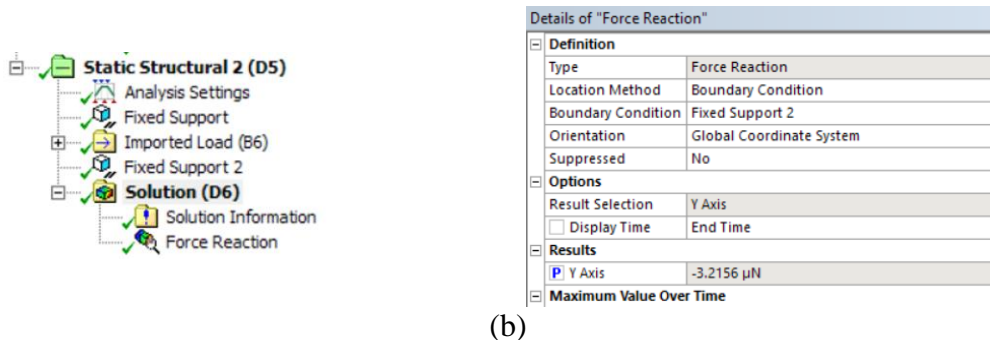 Static Structural 2 (D5)
Analysis Settings
Fixed Support
Imported Load (B6)
Fixed Support 2
Solution (D6)
Solution Information
Force Reaction
Details of "Force Reaction"
Definition
Type Force Reaction
Location Method Boundary Condition
Boundary Condition Fixed Support 2
Orientation Global Coordinate System
Suppressed No
Options
Result Selection Y Axis
Display Time End Time
Results
P Y Axis -3.2156 µN
Maximum Value Over Time
(b)